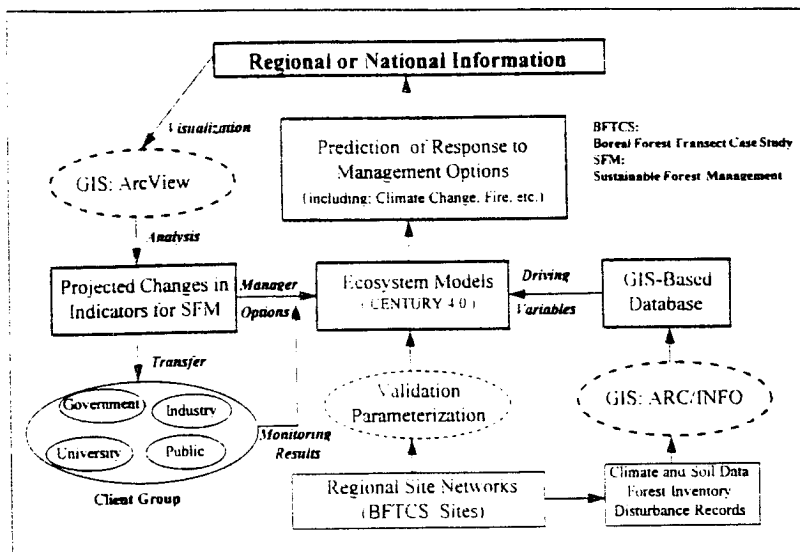 Regional or National Information
Visualization
Prediction of Response to
Management Options
(including: Climate Change, Fire, etc.)
BFTCS:
Boreal Forest Transect Case Study
SFM:
Sustainable Forest Management
GIS: ArcView
Analysis
Projected Changes in
Indicators for SFM
Manager
Options
Ecosystem Models
(CENTURY 4.0)
Driving
Variables
GIS-Based
Database
Transfer
Government
Industry
University
Public
Client Group
Monitoring
Results
Validation
Parameterization
GIS: ARC/INFO
Regional Site Networks
(BFTCS Sites)
Climate and Soil Data
Forest Inventory
Disturbance Records